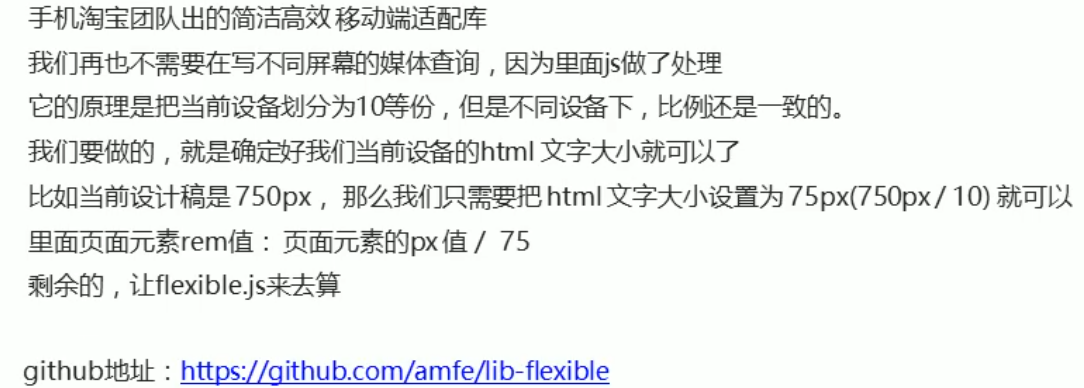 手机淘宝团队出的简洁高效 移动端适配库
我们再也不需要在写不同屏幕的媒体查询，因为里面js做了处理
它的原理是把当前设备划分为10等份，但是不同设备下，比例还是一致的。
我们要做的，就是确定好我们当前设备的html 文字大小就可以了
比如当前设计稿是 750px， 那么我们只需要把 html 文字大小设置为 75px(750px / 10) 就可以
里面页面元素rem值： 页面元素的px 值 / 75
剩余的，让flexible.js来去算
github地址：https://github.com/amfe/lib-flexible